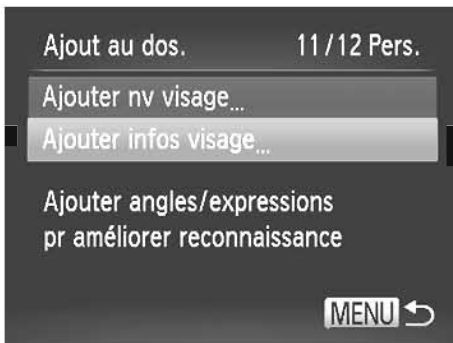 Ajout au dos. 11/12 Pers.
Ajouter nv visage...
Ajouter infos visage...
Ajouter angles/expressions
pr améliorer reconnaissance
MENU